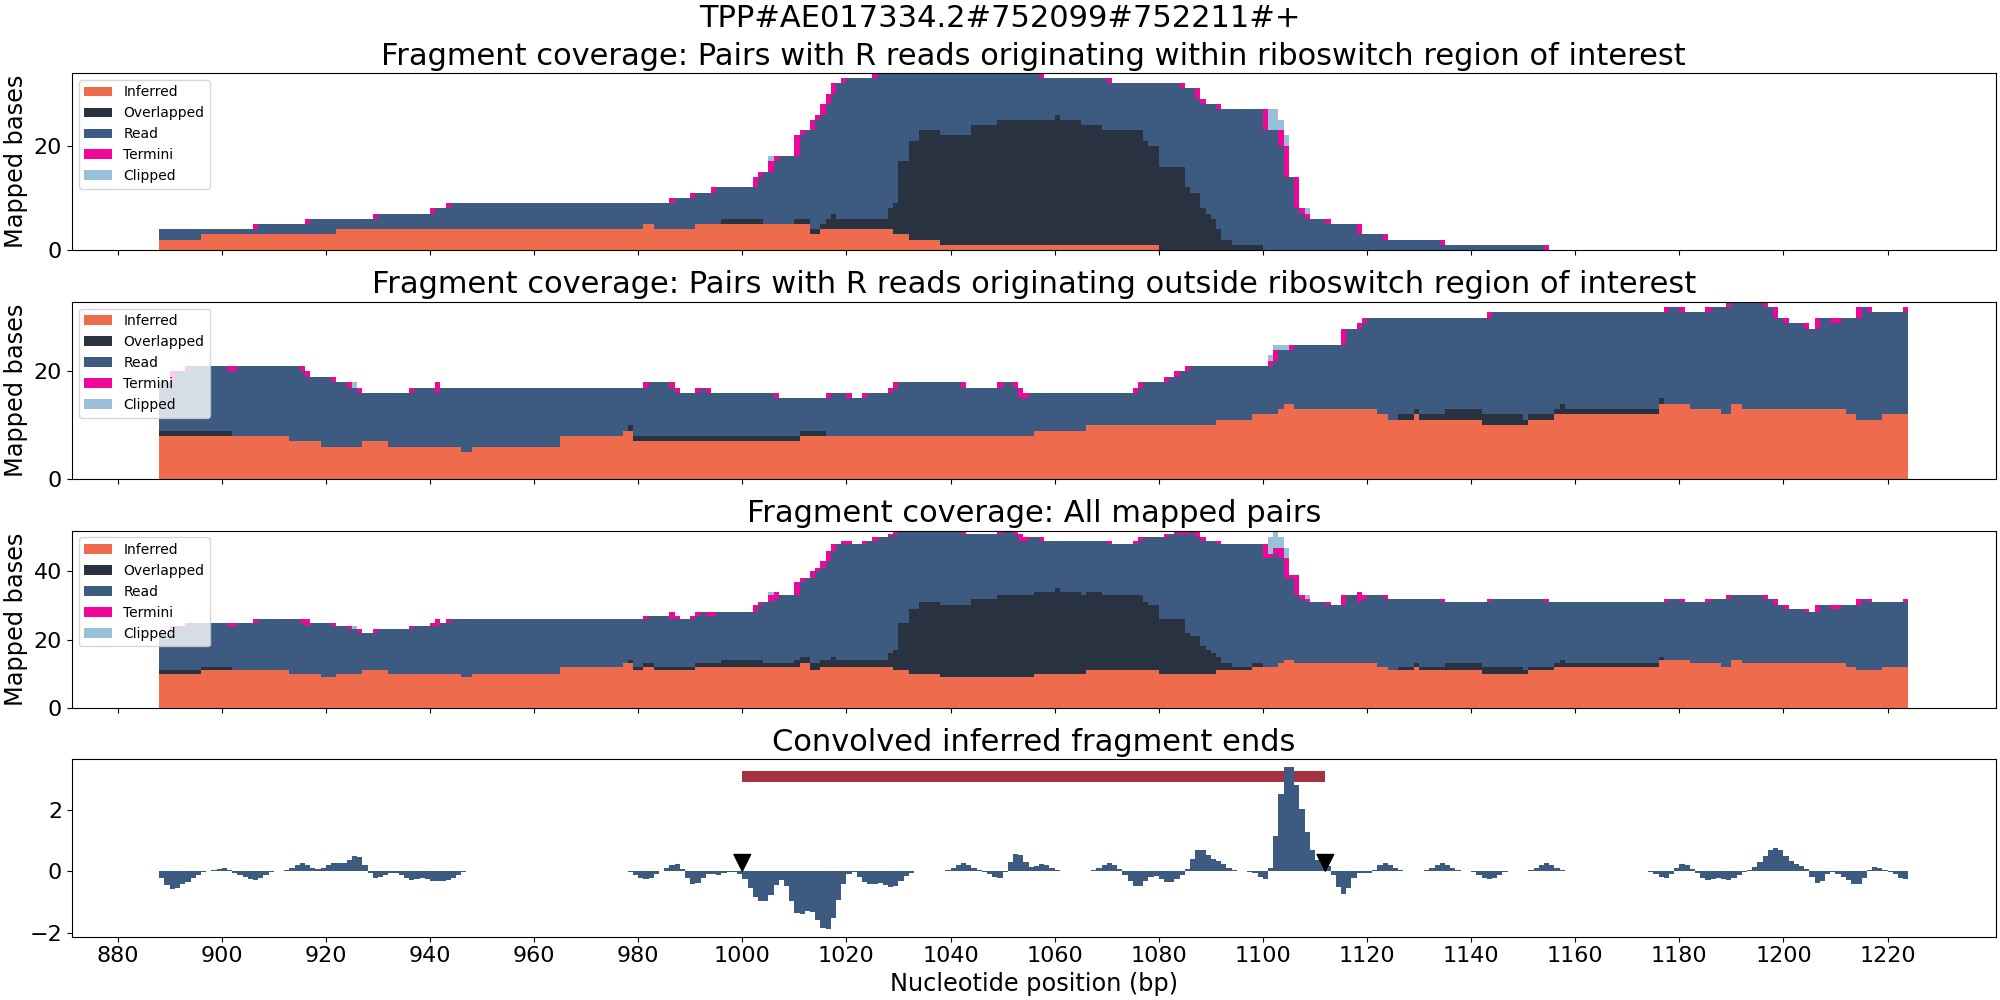 TPP#AE017334.2#752099#752211#+
Fragment coverage: Pairs with R reads originating within riboswitch region of interest
Mapped bases
20
0
Inferred
Overlapped
Read
Termini
Clipped
Fragment coverage: Pairs with R reads originating outside riboswitch region of interest
Mapped bases
20
0
Inferred
Overlapped
Read
Termini
Clipped
Fragment coverage: All mapped pairs
Mapped bases
40
20
0
Inferred
Overlapped
Read
Termini
Clipped
Convolved inferred fragment ends
2
0
−2
880 900 920 940 960 980 1000 1020 1040 1060 1080 1100 1120 1140 1160 1180 1200 1220
Nucleotide position (bp)